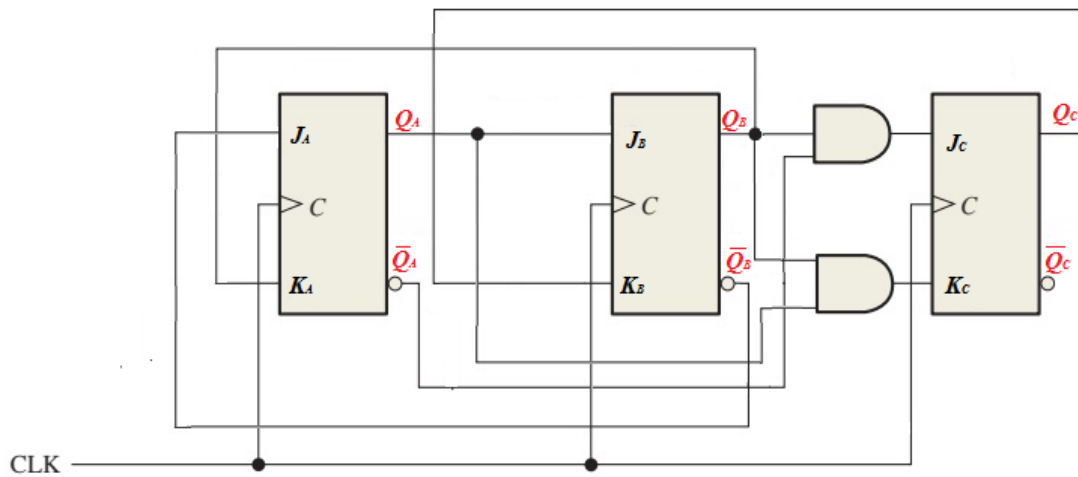 Q_A Q_B Q_C
J_A J_B J_C
C C C
Q̅_A Q̅_B Q̅_C
K_A K_B K_C
CLK